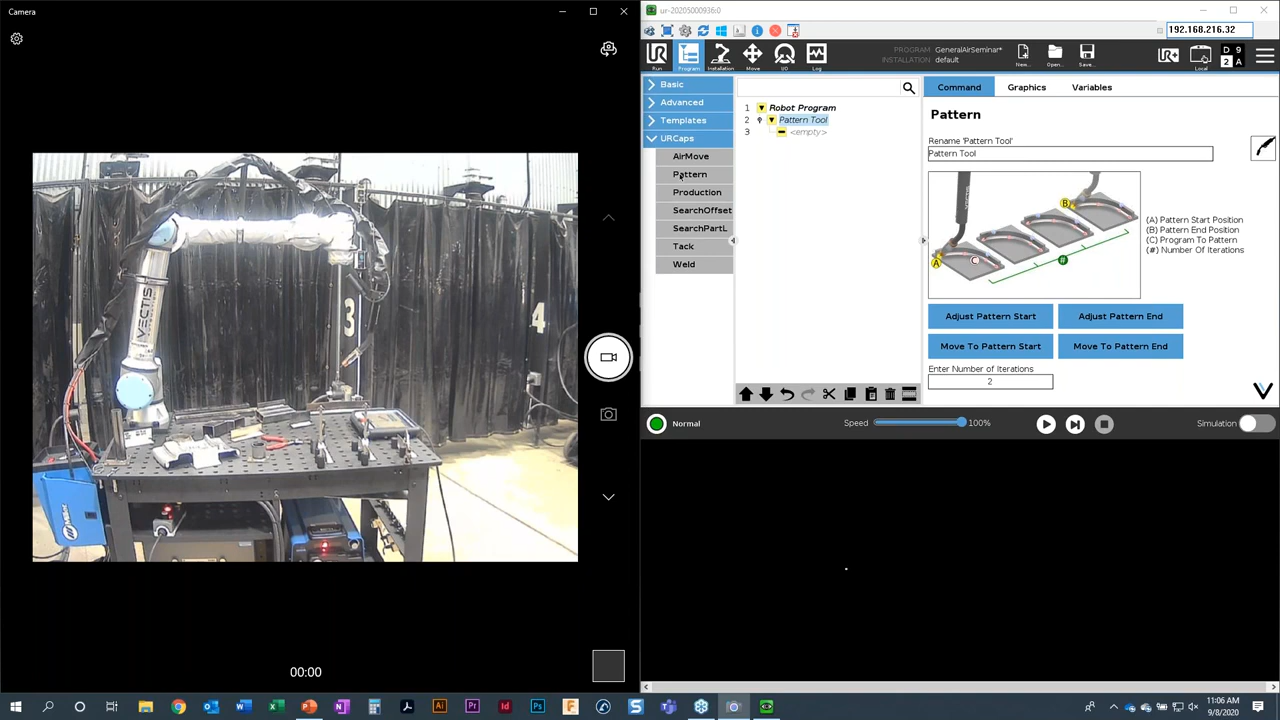 Camera
ur-20205000936:0
192.168.216.32
Run
Program
Installation
Move
I/O
Log
PROGRAM GeneralAirSeminar*
INSTALLATION default
New...
Open...
Save...
UR+
Local
D 9
2 A
Basic
Advanced
Templates
URCaps
AirMove
Pattern
Production
SearchOffset
SearchPartL
Tack
Weld
1 Robot Program
2 Pattern Tool
3 <empty>
Command Graphics Variables
Pattern
Rename 'Pattern Tool'
Pattern Tool
A
B
C
#
(A) Pattern Start Position
(B) Pattern End Position
(C) Program To Pattern
(#) Number Of Iterations
Adjust Pattern Start Adjust Pattern End
Move To Pattern Start Move To Pattern End
Enter Number of Iterations
2
Normal
Speed 100%
Simulation
VECTIS
3
4
Miller
00:00
11:06 AM
9/8/2020